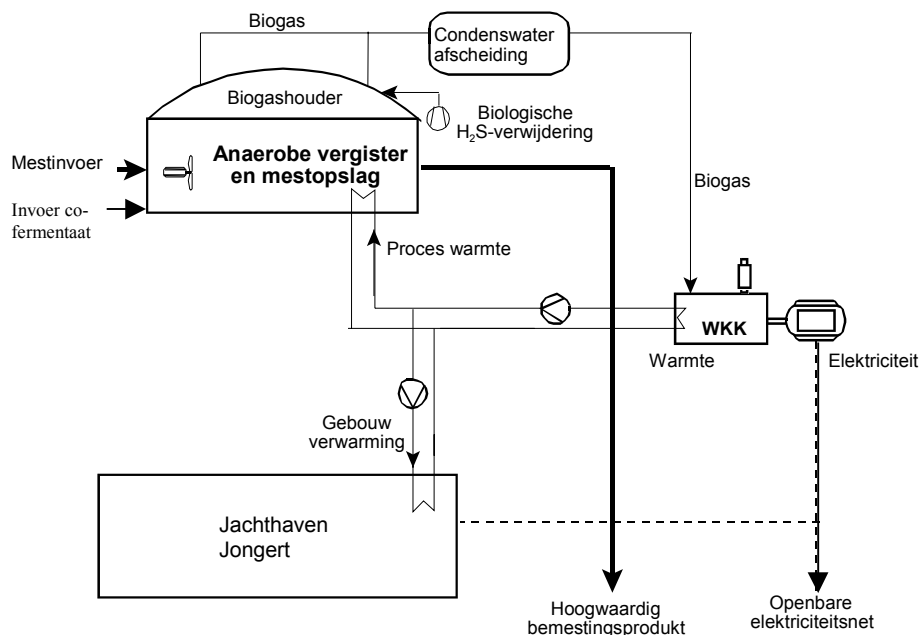 Biogas
Condenswater
afscheiding
Biogashouder
Biologische
H₂S-verwijdering
Mestinvoer
Anaerobe vergister
en mestopslag
Biogas
Invoer co-
fermentaat
Proces warmte
WKK
Warmte
Elektriciteit
Gebouw
verwarming
Jachthaven
Jongert
Hoogwaardig
bemestingsprodukt
Openbare
elektriciteitsnet